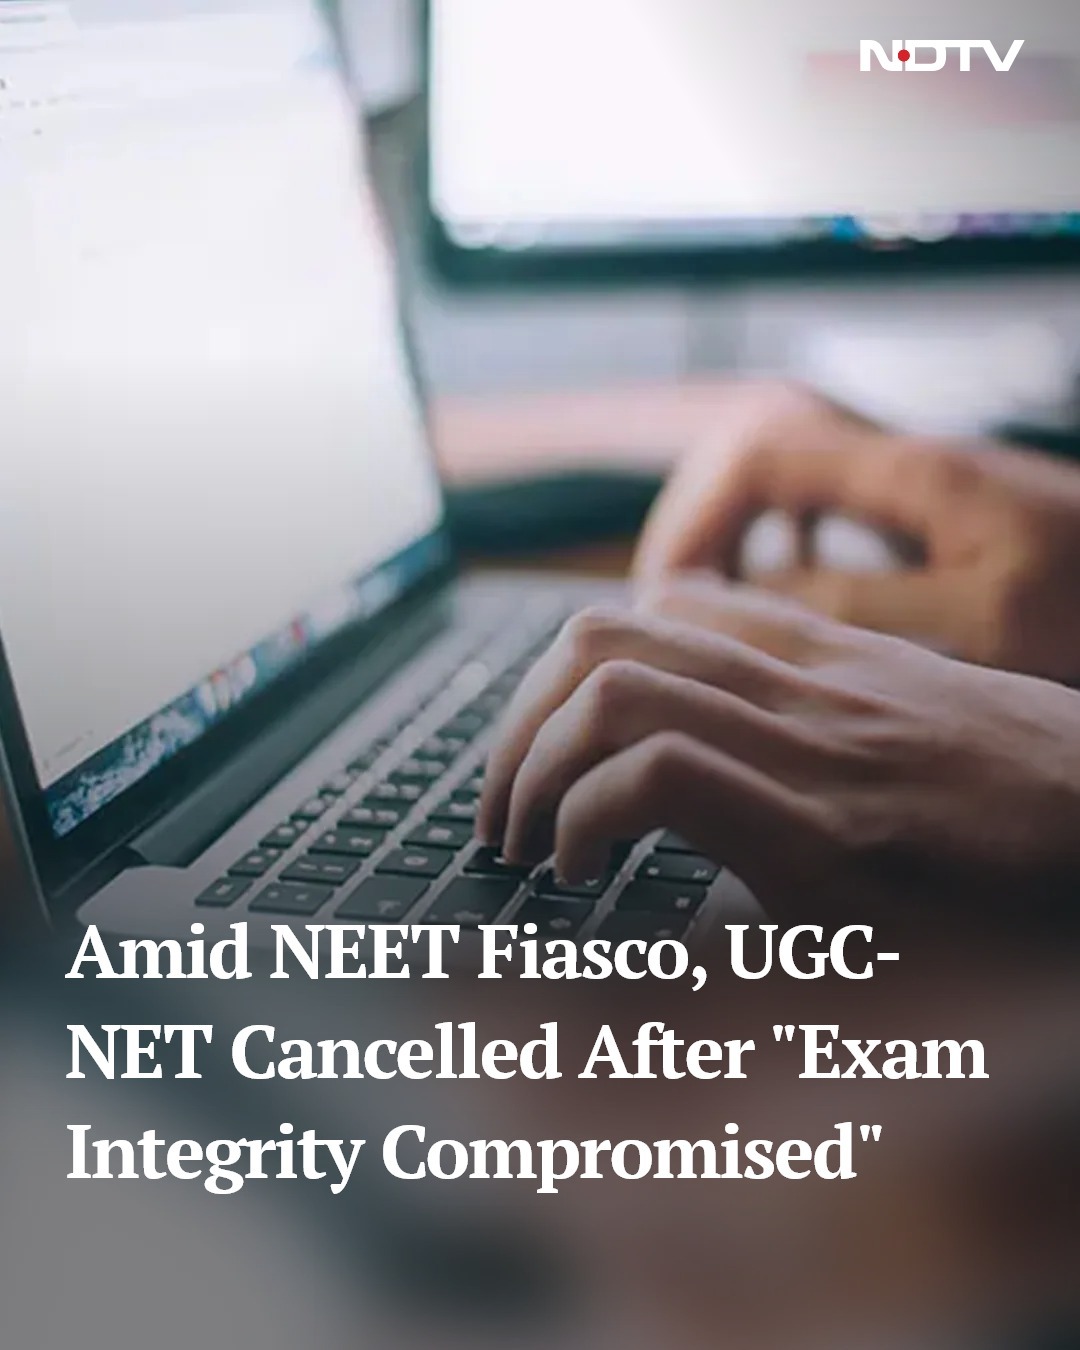 NDTV
Amid NEET Fiasco, UGC-
NET Cancelled After "Exam
Integrity Compromised"